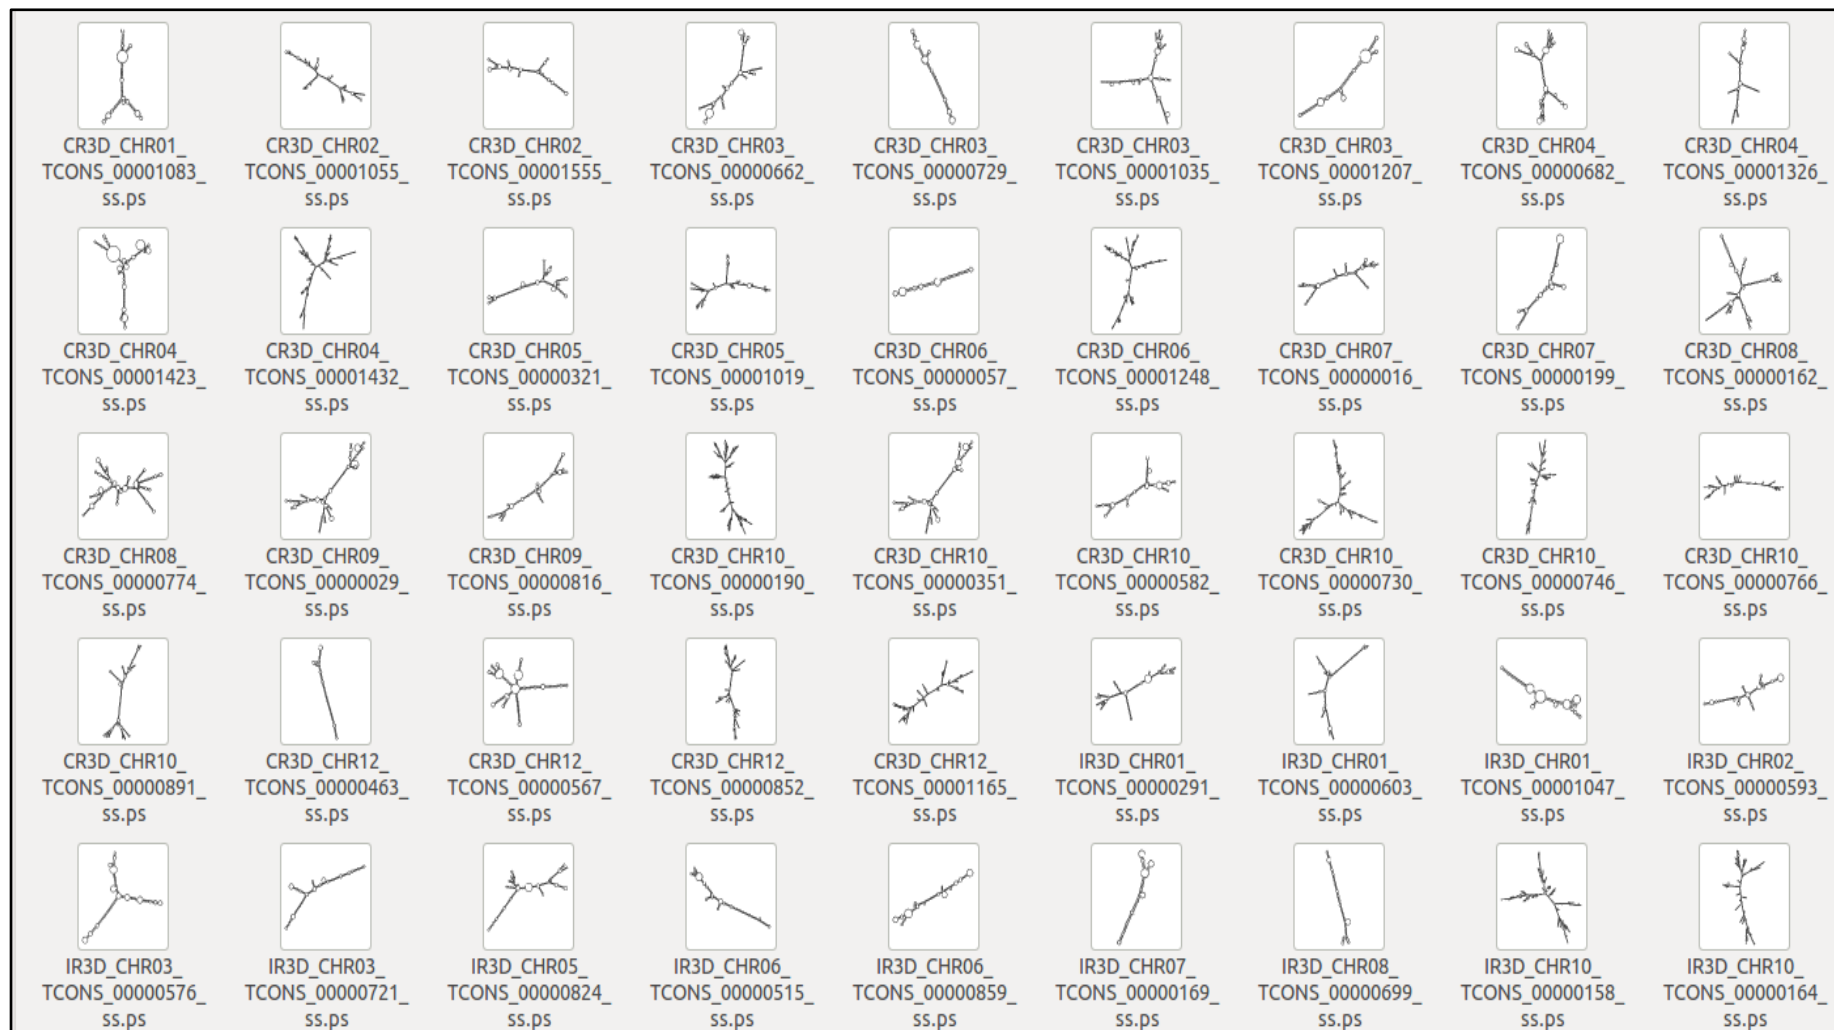 CR3D_CHR01_ CR3D_CHR02_ CR3D_CHR02_ CR3D_CHR03_ CR3D_CHR03_ CR3D_CHR03_ CR3D_CHR03_ CR3D_CHR04_ CR3D_CHR04_
TCONS_00001083_ TCONS_00001055_ TCONS_00001555_ TCONS_00000662_ TCONS_00000729_ TCONS_00001035_ TCONS_00001207_ TCONS_00000682_ TCONS_00001326_
ss.ps ss.ps ss.ps ss.ps ss.ps ss.ps ss.ps ss.ps ss.ps
CR3D_CHR04_ CR3D_CHR04_ CR3D_CHR05_ CR3D_CHR05_ CR3D_CHR06_ CR3D_CHR06_ CR3D_CHR07_ CR3D_CHR07_ CR3D_CHR08_
TCONS_00001423_ TCONS_00001432_ TCONS_00000321_ TCONS_00001019_ TCONS_00000057_ TCONS_00001248_ TCONS_00000016_ TCONS_00000199_ TCONS_00000162_
ss.ps ss.ps ss.ps ss.ps ss.ps ss.ps ss.ps ss.ps ss.ps
CR3D_CHR08_ CR3D_CHR09_ CR3D_CHR09_ CR3D_CHR10_ CR3D_CHR10_ CR3D_CHR10_ CR3D_CHR10_ CR3D_CHR10_ CR3D_CHR10_
TCONS_00000774_ TCONS_00000029_ TCONS_00000816_ TCONS_00000190_ TCONS_00000351_ TCONS_00000582_ TCONS_00000730_ TCONS_00000746_ TCONS_00000766_
ss.ps ss.ps ss.ps ss.ps ss.ps ss.ps ss.ps ss.ps ss.ps
CR3D_CHR10_ CR3D_CHR12_ CR3D_CHR12_ CR3D_CHR12_ CR3D_CHR12_ IR3D_CHR01_ IR3D_CHR01_ IR3D_CHR01_ IR3D_CHR02_
TCONS_00000891_ TCONS_00000463_ TCONS_00000567_ TCONS_00000852_ TCONS_00001165_ TCONS_00000291_ TCONS_00000603_ TCONS_00001047_ TCONS_00000593_
ss.ps ss.ps ss.ps ss.ps ss.ps ss.ps ss.ps ss.ps ss.ps
IR3D_CHR03_ IR3D_CHR03_ IR3D_CHR05_ IR3D_CHR06_ IR3D_CHR06_ IR3D_CHR07_ IR3D_CHR08_ IR3D_CHR10_ IR3D_CHR10_
TCONS_00000576_ TCONS_00000721_ TCONS_00000824_ TCONS_00000515_ TCONS_00000859_ TCONS_00000169_ TCONS_00000699_ TCONS_00000158_ TCONS_00000164_
ss.ps ss.ps ss.ps ss.ps ss.ps ss.ps ss.ps ss.ps ss.ps